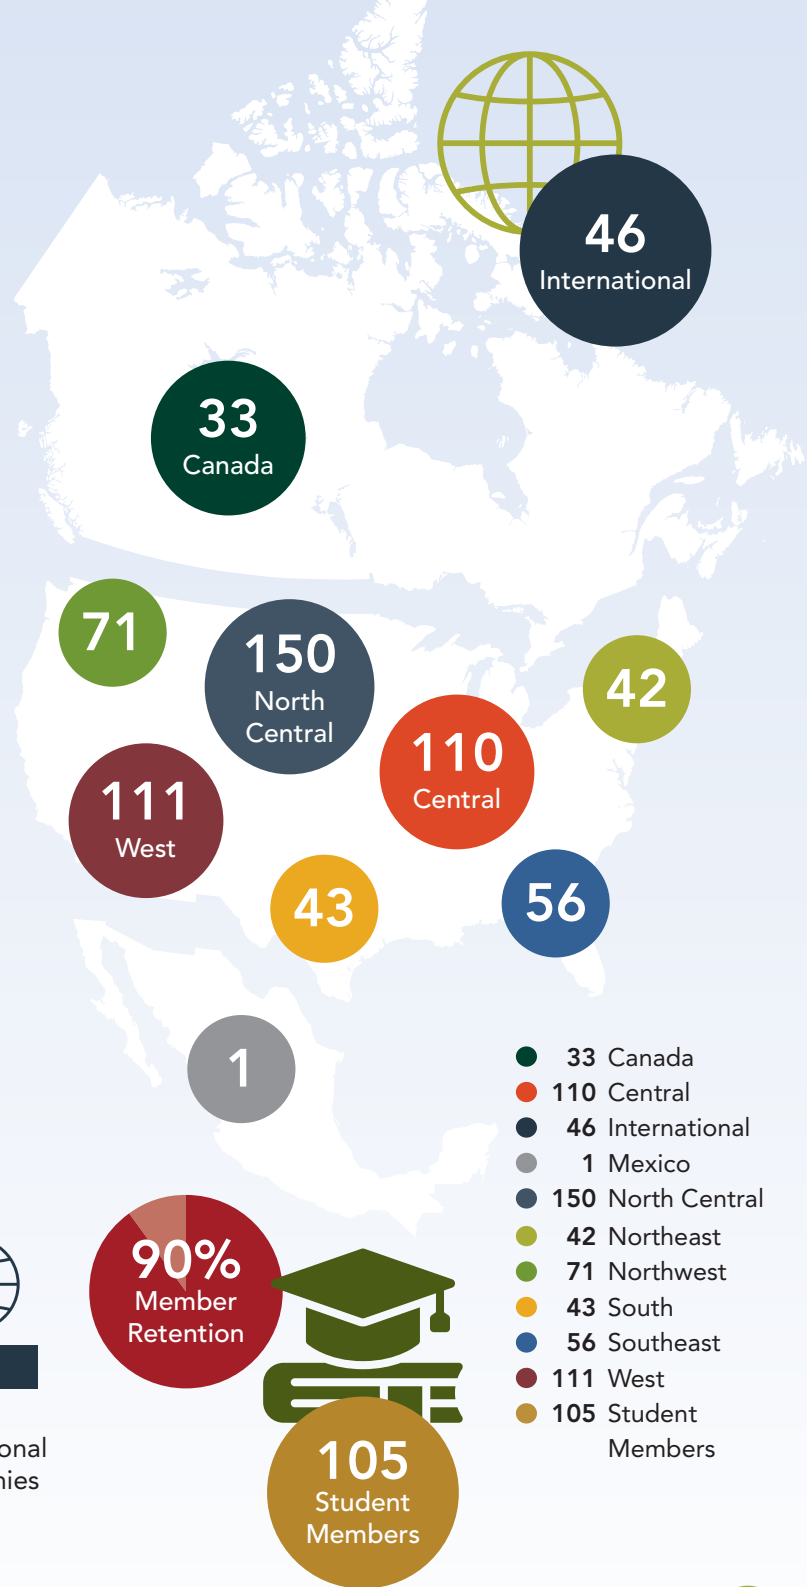 46
International
33
Canada
71
150
North
Central
42
110
Central
111
West
43
56
1
33 Canada
110 Central
46 International
1 Mexico
150 North Central
42 Northeast
71 Northwest
43 South
56 Southeast
111 West
105 Student
Members
90%
Member
Retention
105
Student
Members